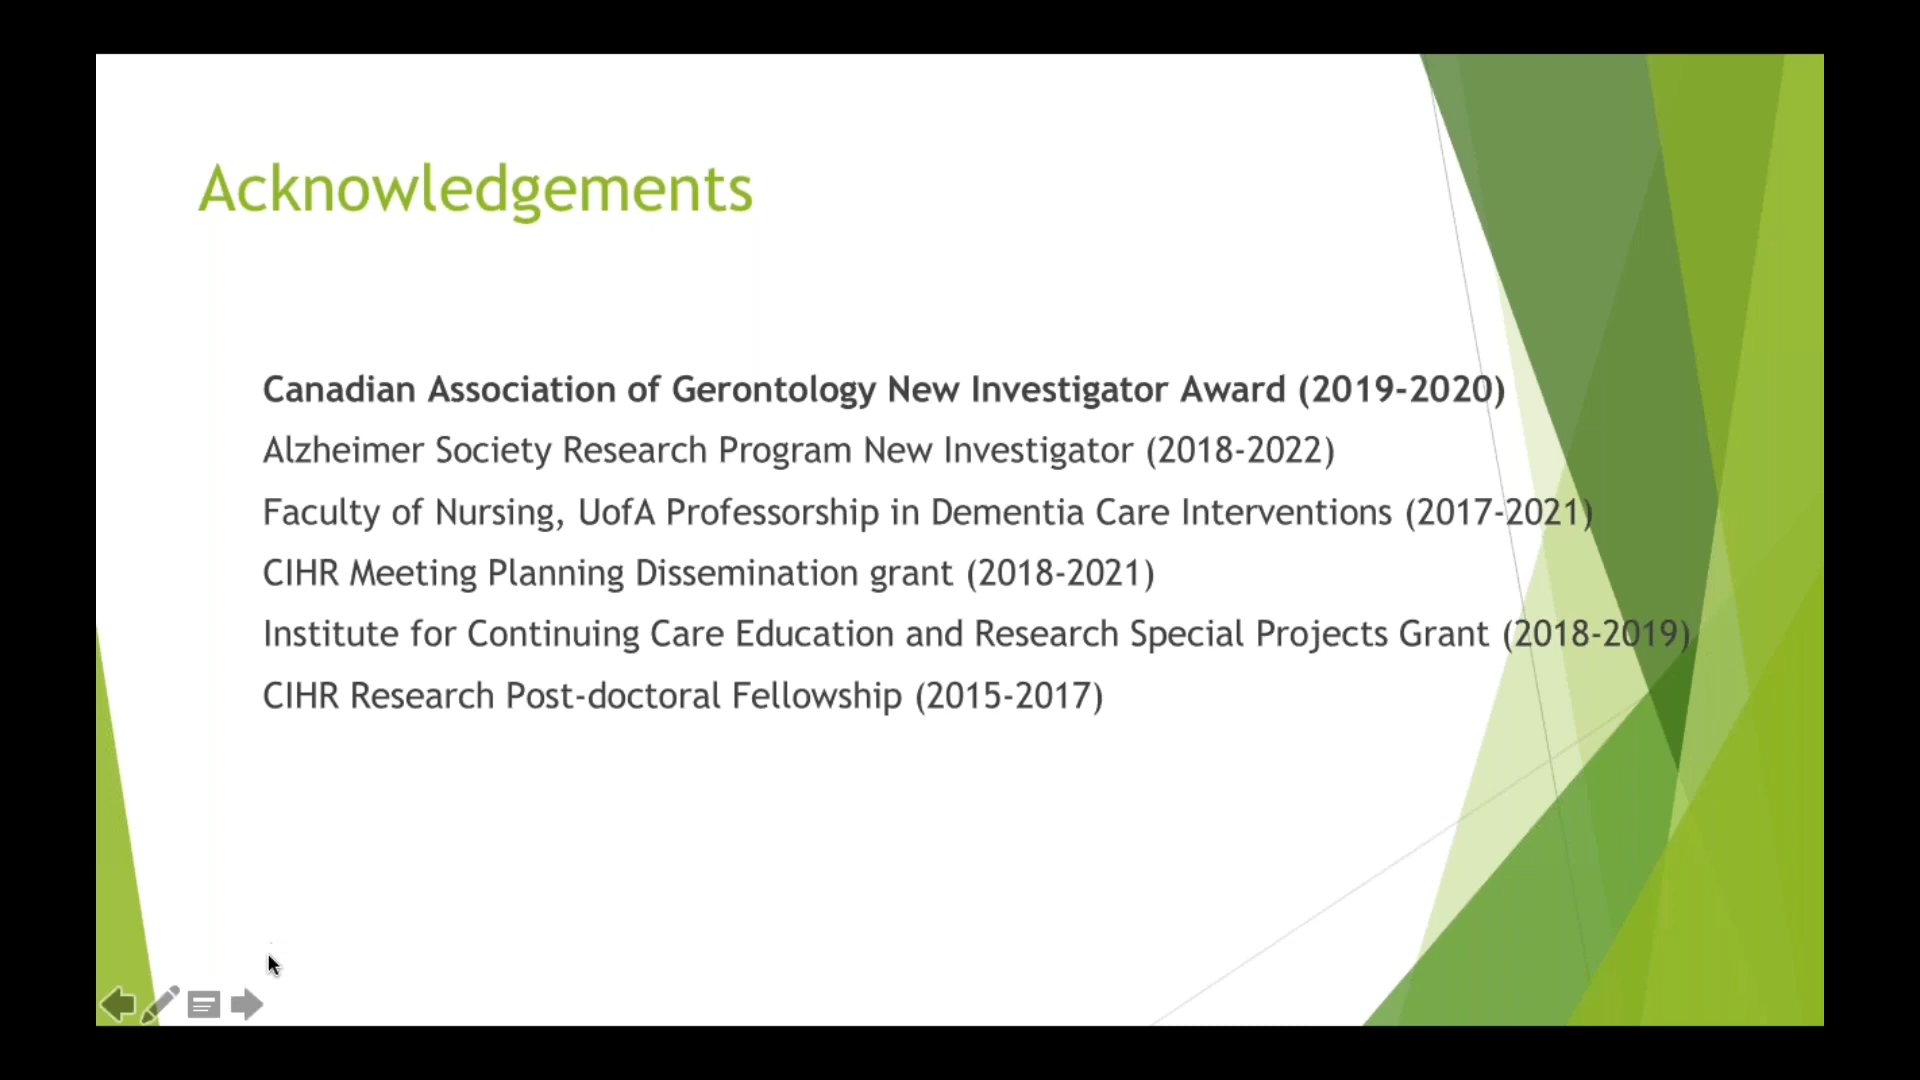 Acknowledgements
Canadian Association of Gerontology New Investigator Award (2019-2020)
Alzheimer Society Research Program New Investigator (2018-2022)
Faculty of Nursing, UofA Professorship in Dementia Care Interventions (2017-2021)
CIHR Meeting Planning Dissemination grant (2018-2021)
Institute for Continuing Care Education and Research Special Projects Grant (2018-2019)
CIHR Research Post-doctoral Fellowship (2015-2017)